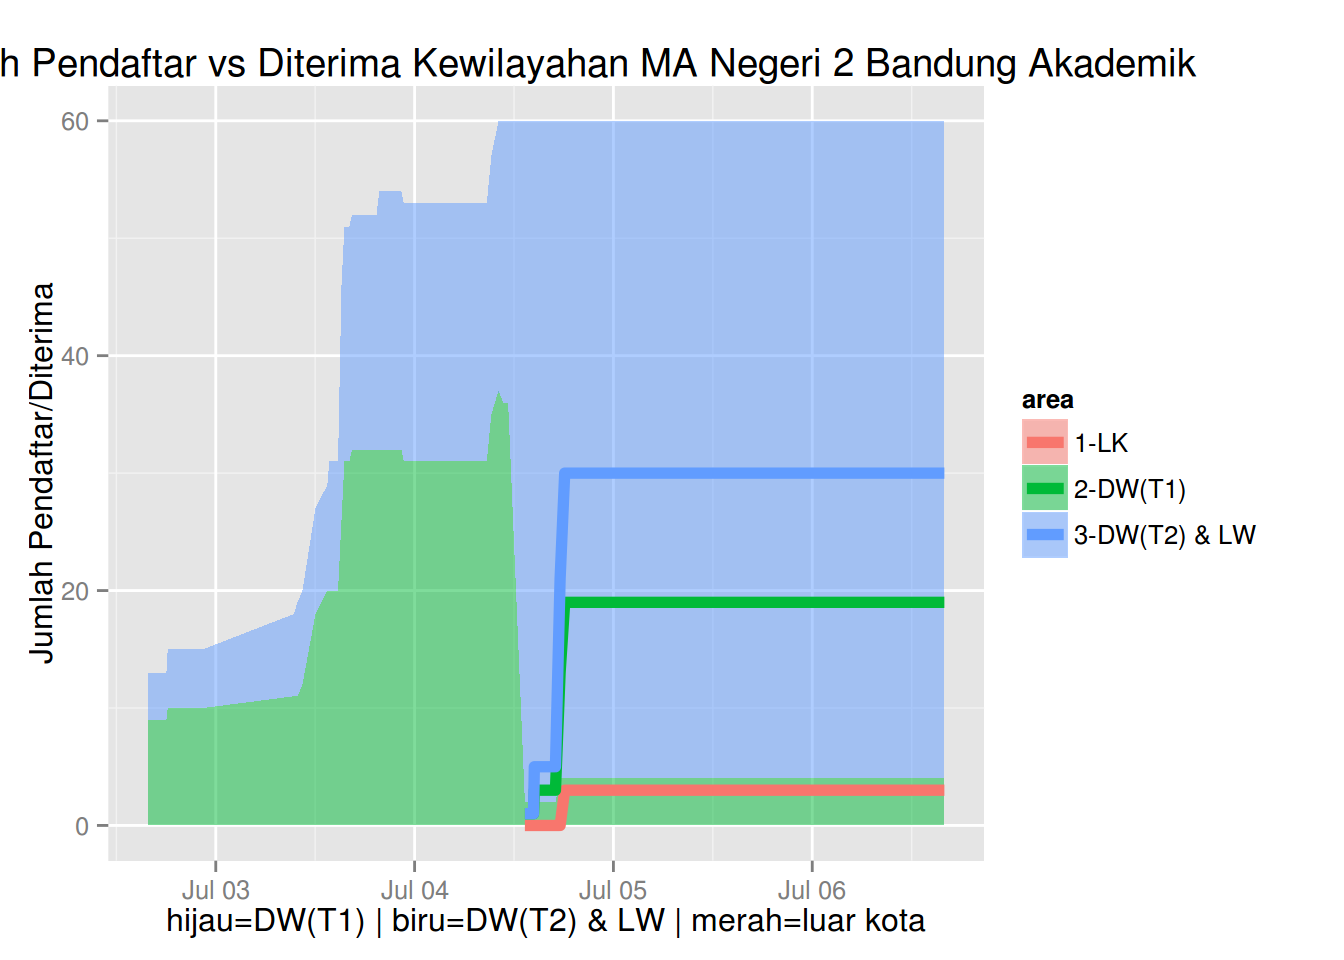 h Pendaftar vs Diterima Kewilayahan MA Negeri 2 Bandung Akademik
60
40
20
0
Jumlah Pendaftar/Diterima
Jul 03
Jul 04
Jul 05
Jul 06
hijau=DW(T1) | biru=DW(T2) & LW | merah=luar kota
area
1-LK
2-DW(T1)
3-DW(T2) & LW